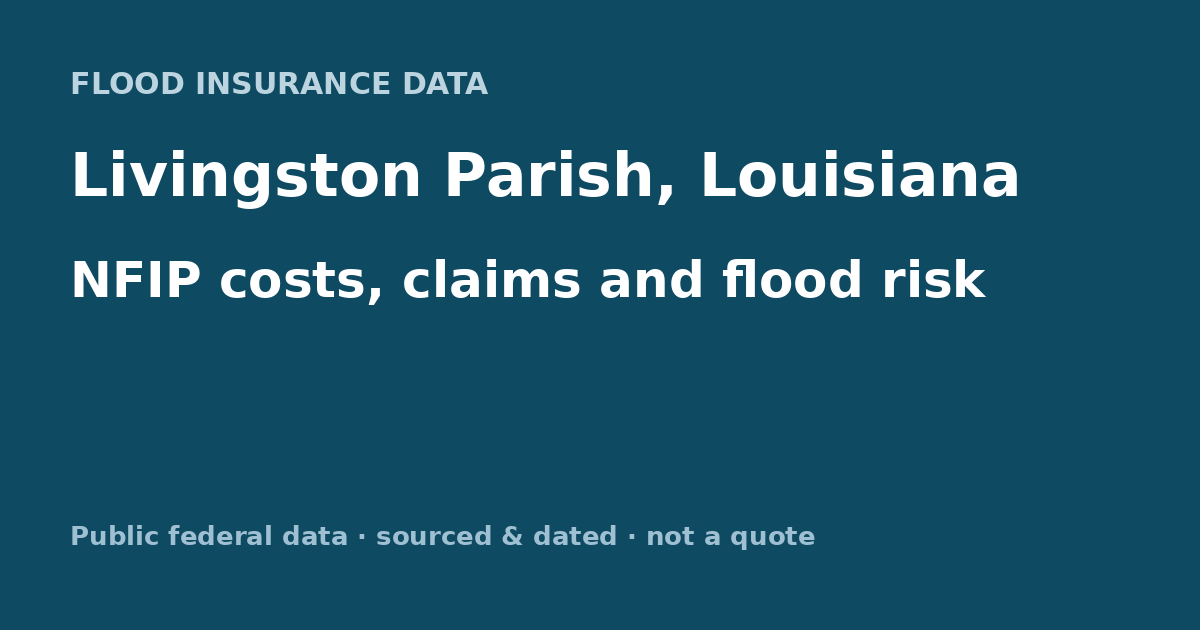 FLOOD INSURANCE DATA
Livingston Parish, Louisiana
NFIP costs, claims and flood risk
Public federal data · sourced & dated · not a quote